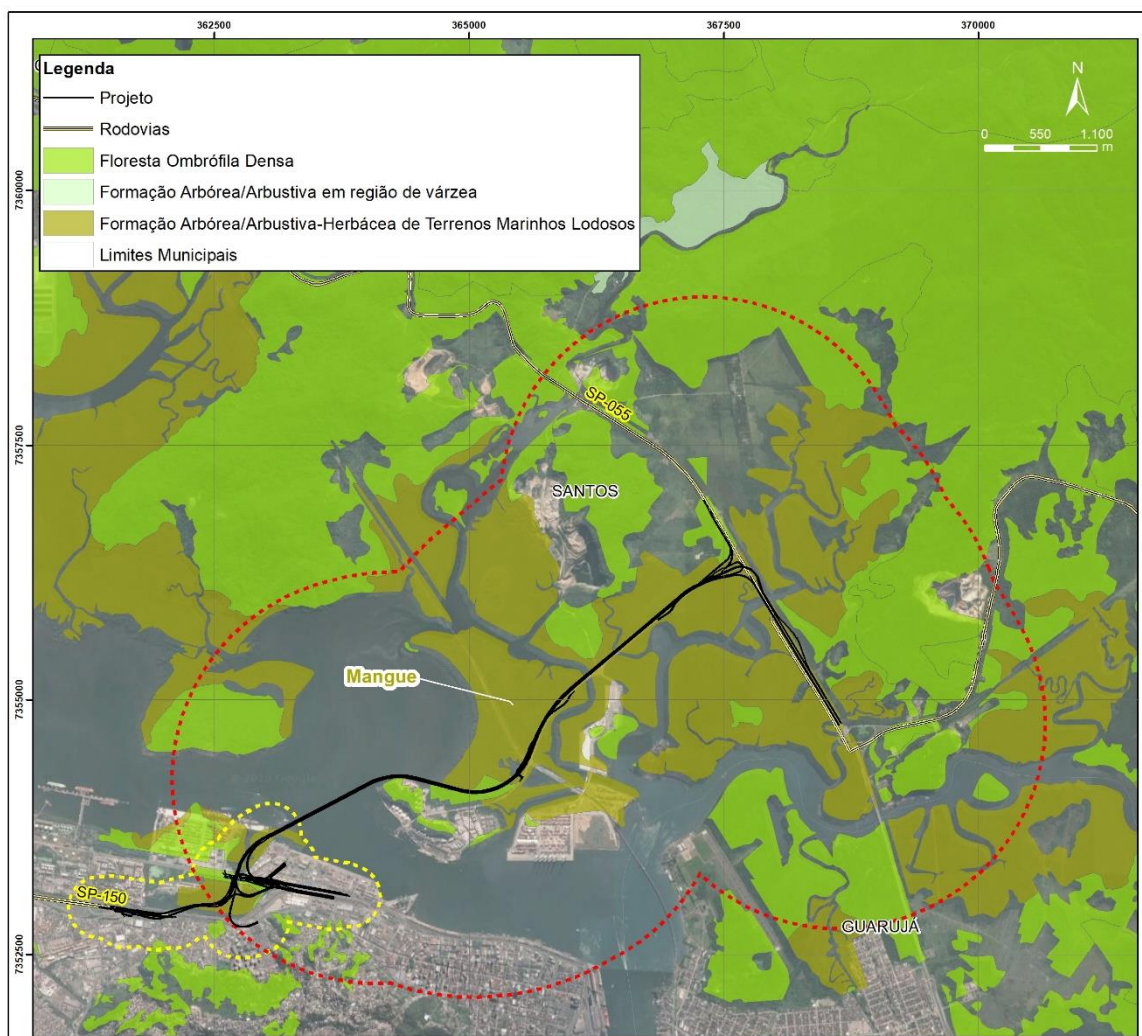 362500
365000
367500
370000
Legenda
Projeto
Rodovias
Floresta Ombrófila Densa
Formação Arbórea/Arbustiva em região de várzea
Formação Arbórea/Arbustiva-Herbácea de Terrenos Marinhos Lodosos
Limites Municipais
N
0 550 1.100
m
7360000
7357500
7355000
7352500
SP-055
SANTOS
Mangue
SP-150
GUARUJÁ